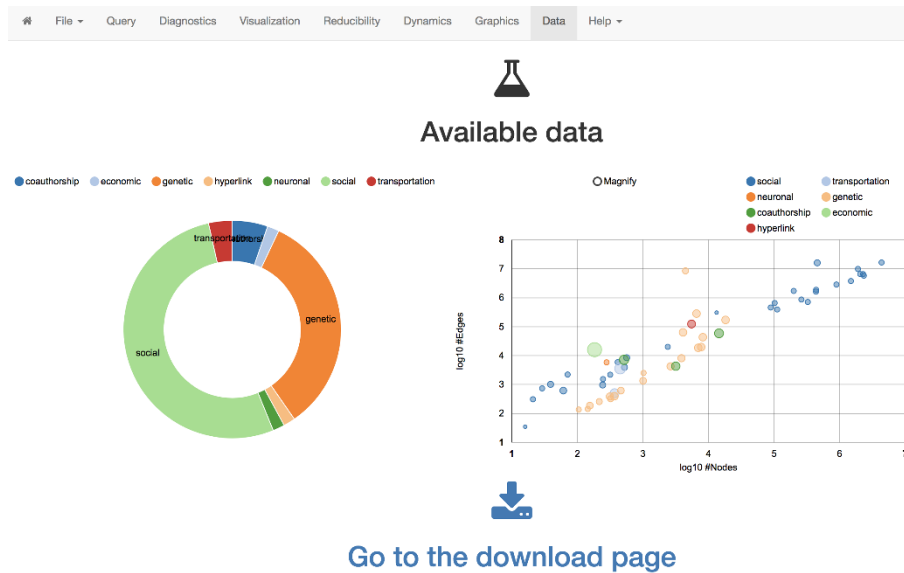 File Query Diagnostics Visualization Reducibility Dynamics Graphics Data Help
Available data
coauthorship economic genetic hyperlink neuronal social transportation
transportation
genetic
social
Magnify
social transportation
neuronal genetic
coauthorship economic
hyperlink
8
7
6
5
4
3
2
1
log10 #Edges
1 2 3 4 5 6 7
log10 #Nodes
Go to the download page